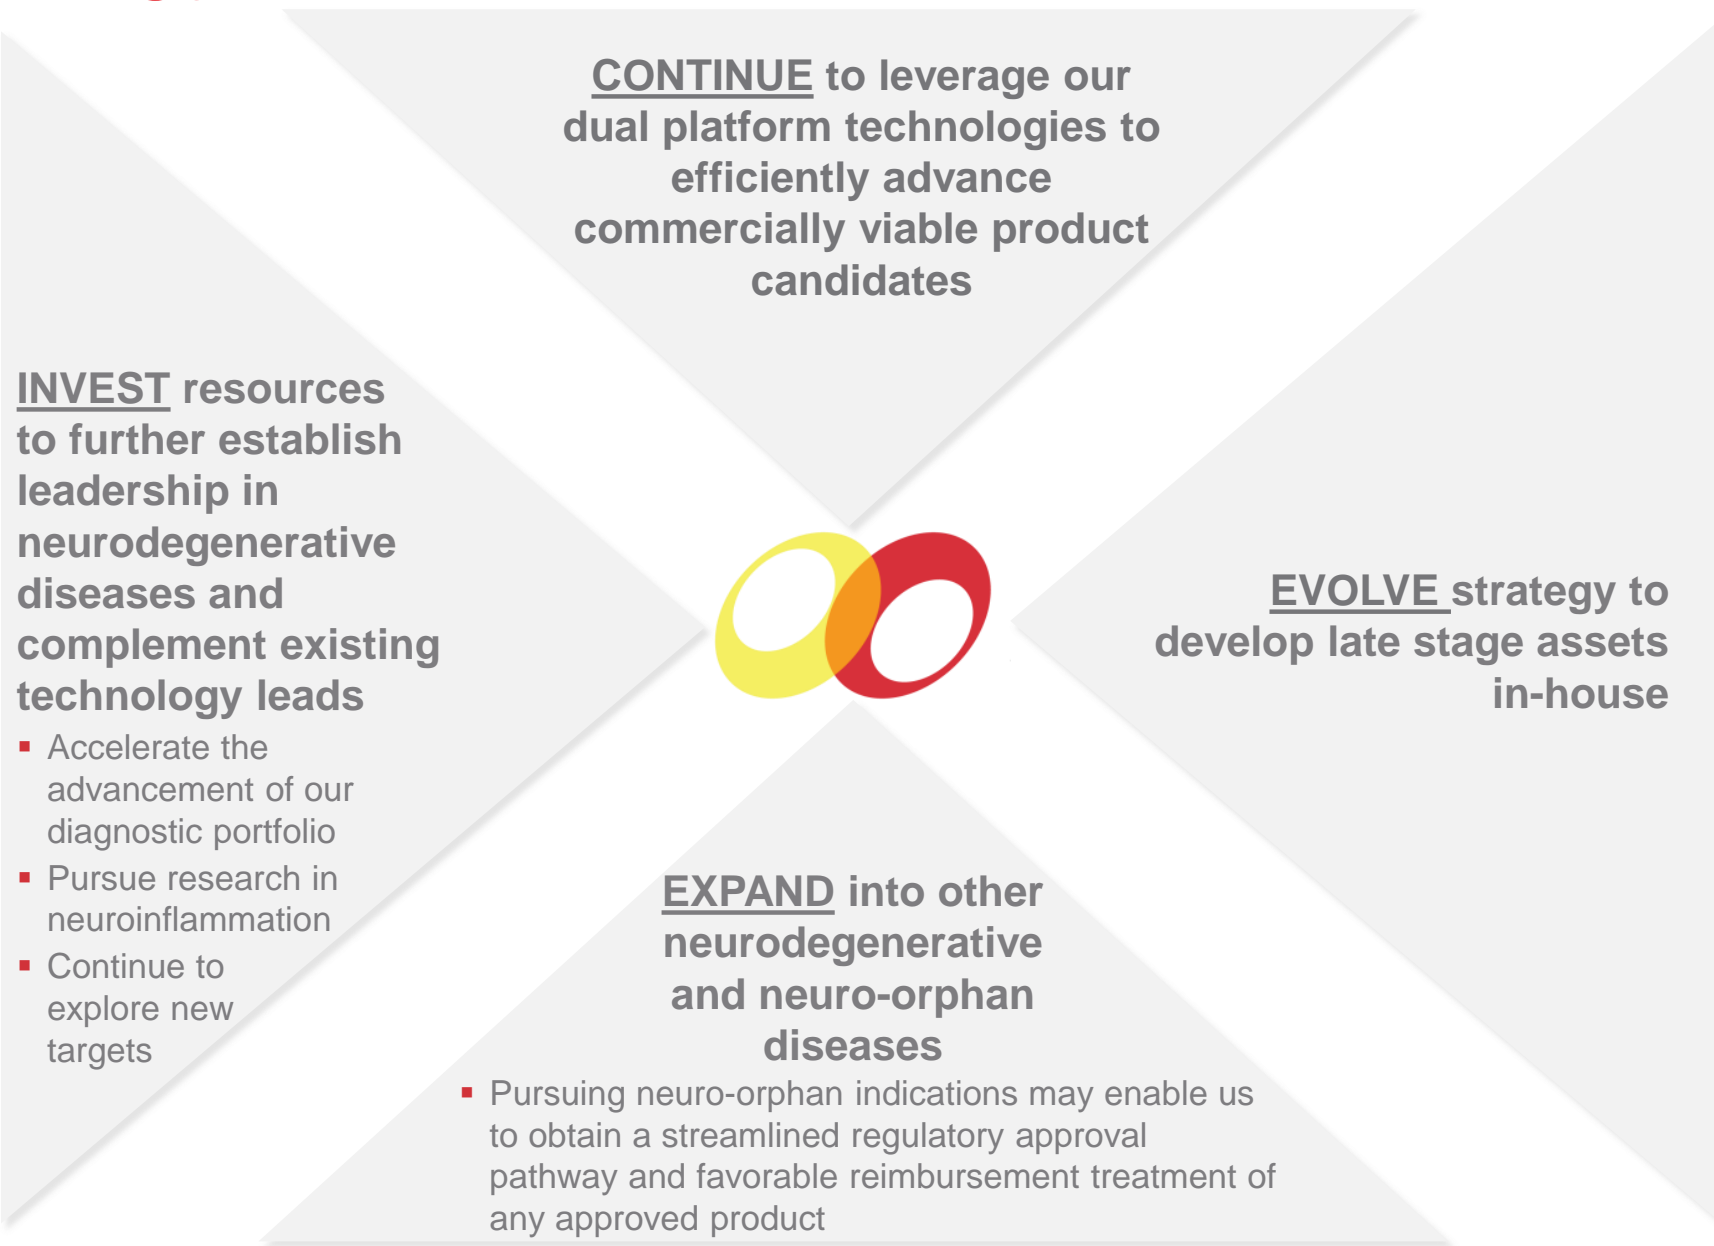 CONTINUE to leverage our
dual platform technologies to
efficiently advance
commercially viable product
candidates
INVEST resources
to further establish
leadership in
neurodegenerative
diseases and
complement existing
technology leads
▪ Accelerate the
advancement of our
diagnostic portfolio
▪ Pursue research in
neuroinflammation
▪ Continue to
explore new
targets
EVOLVE strategy to
develop late stage assets
in-house
EXPAND into other
neurodegenerative
and neuro-orphan
diseases
▪ Pursuing neuro-orphan indications may enable us
to obtain a streamlined regulatory approval
pathway and favorable reimbursement treatment of
any approved product